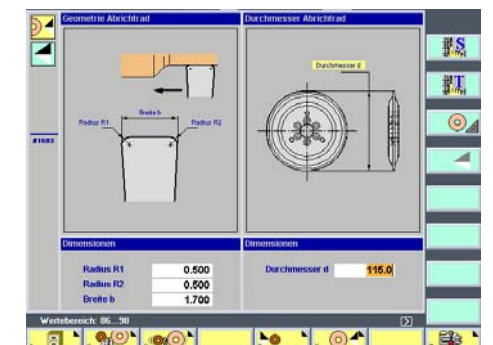 Geometrie Abrichtrad
Durchmesser Abrichtrad
S
T
Durchmesser d
Breite b
Radius R1
Radius R2
#1603
Dimensionen
Dimensionen
Radius R1 0.500
Radius R2 0.500
Breite b 1.700
Durchmesser d 115.0
Wertebereich: 86...90